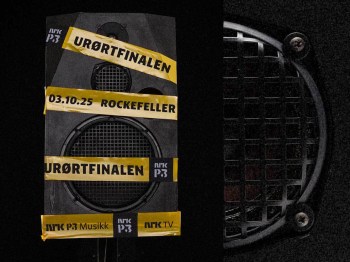 NRK P3 URØRTFINALEN
03.10.25 ROCKEFELLER
URØRTFINALEN NRK P3
NRK P3 Musikk NRK P3 NRK TV